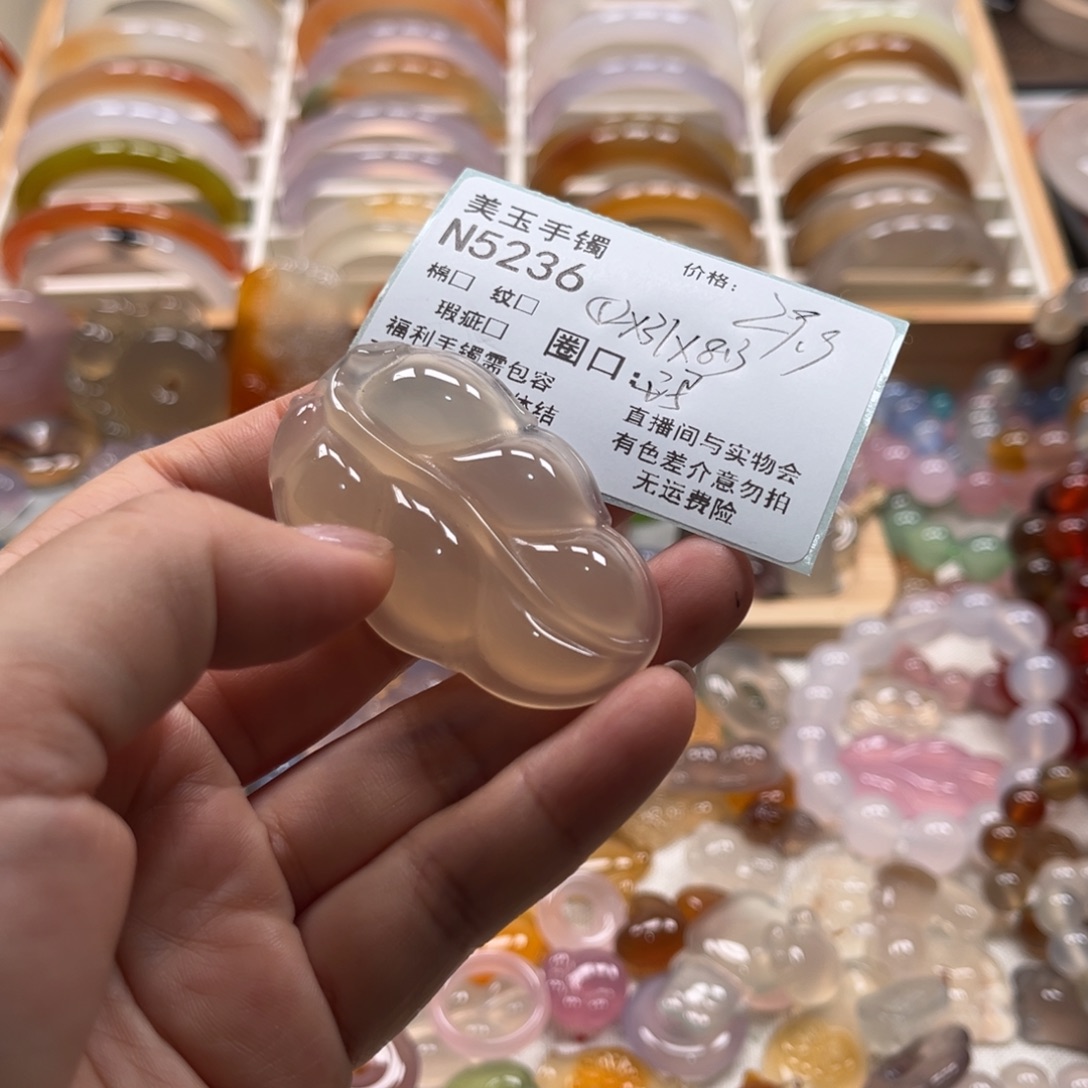 美玉手镯
N5236
价格:
棉□ 纹□
瑕疵□
圈口:
福利手镯需包容
体结
直播间与实物会
有色差介意勿拍
无运费险